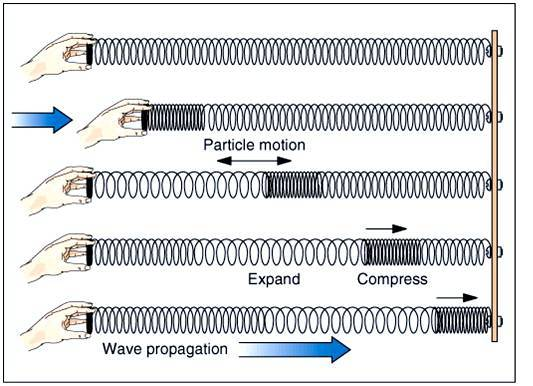 Particle motion
Expand
Compress
Wave propagation